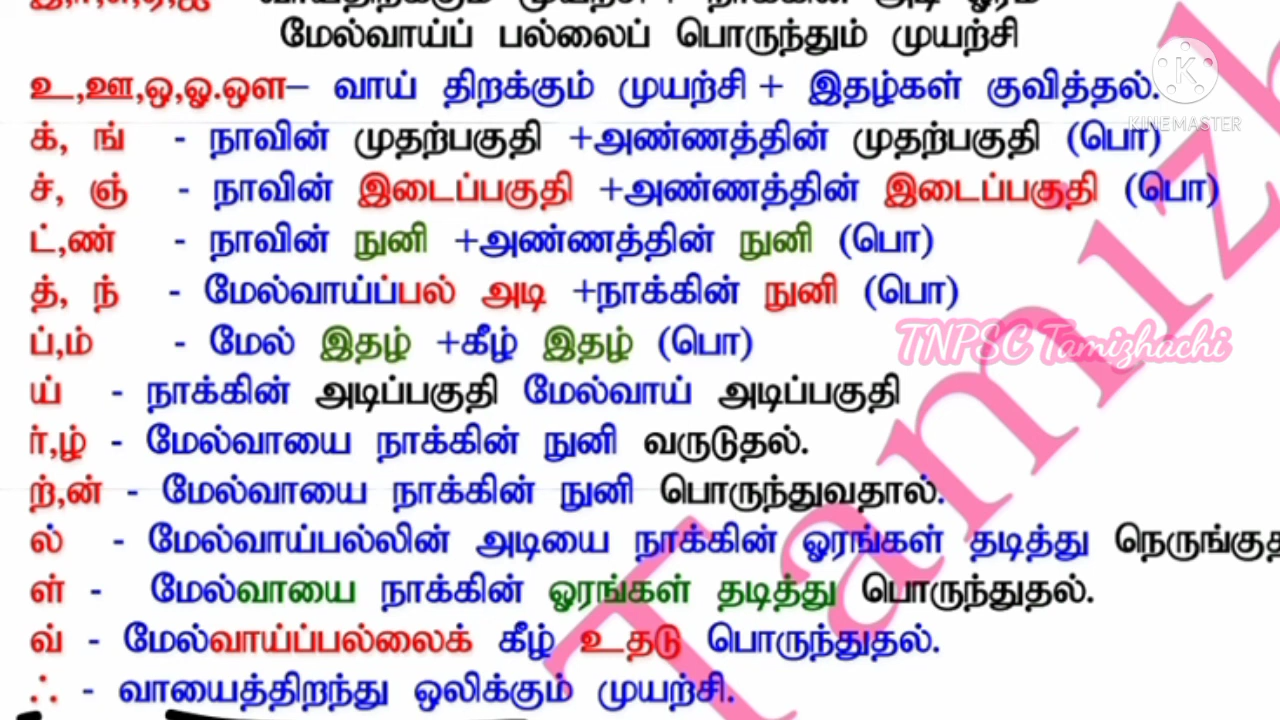 மேல்வாய்ப் பல்லைப் பொருந்தும் முயற்சி
உ,ஊ,ஒ,ஓ.ஔ– வாய் திறக்கும் முயற்சி + இதழ்கள் குவித்தல்.
KINEMASTER
க், ங் - நாவின் முதற்பகுதி +அண்ணத்தின் முதற்பகுதி (பொ)
ச், ஞ் - நாவின் இடைப்பகுதி +அண்ணத்தின் இடைப்பகுதி (பொ)
ட்,ண் - நாவின் நுனி +அண்ணத்தின் நுனி (பொ)
த், ந் - மேல்வாய்ப்பல் அடி +நாக்கின் நுனி (பொ)
ப்,ம் - மேல் இதழ் +கீழ் இதழ் (பொ)
TNPSC Tamizhachi
ய் - நாக்கின் அடிப்பகுதி மேல்வாய் அடிப்பகுதி
ர்,ழ் - மேல்வாயை நாக்கின் நுனி வருடுதல்.
ற்,ன் - மேல்வாயை நாக்கின் நுனி பொருந்துவதால்.
ல் - மேல்வாய்பல்லின் அடியை நாக்கின் ஓரங்கள் தடித்து
ள் - மேல்வாயை நாக்கின் ஓரங்கள் தடித்து பொருந்துதல்.
வ் - மேல்வாய்ப்பல்லைக் கீழ் உதடு பொருந்துதல்.
ஃ - வாயைத்திறந்து ஒலிக்கும் முயற்சி.